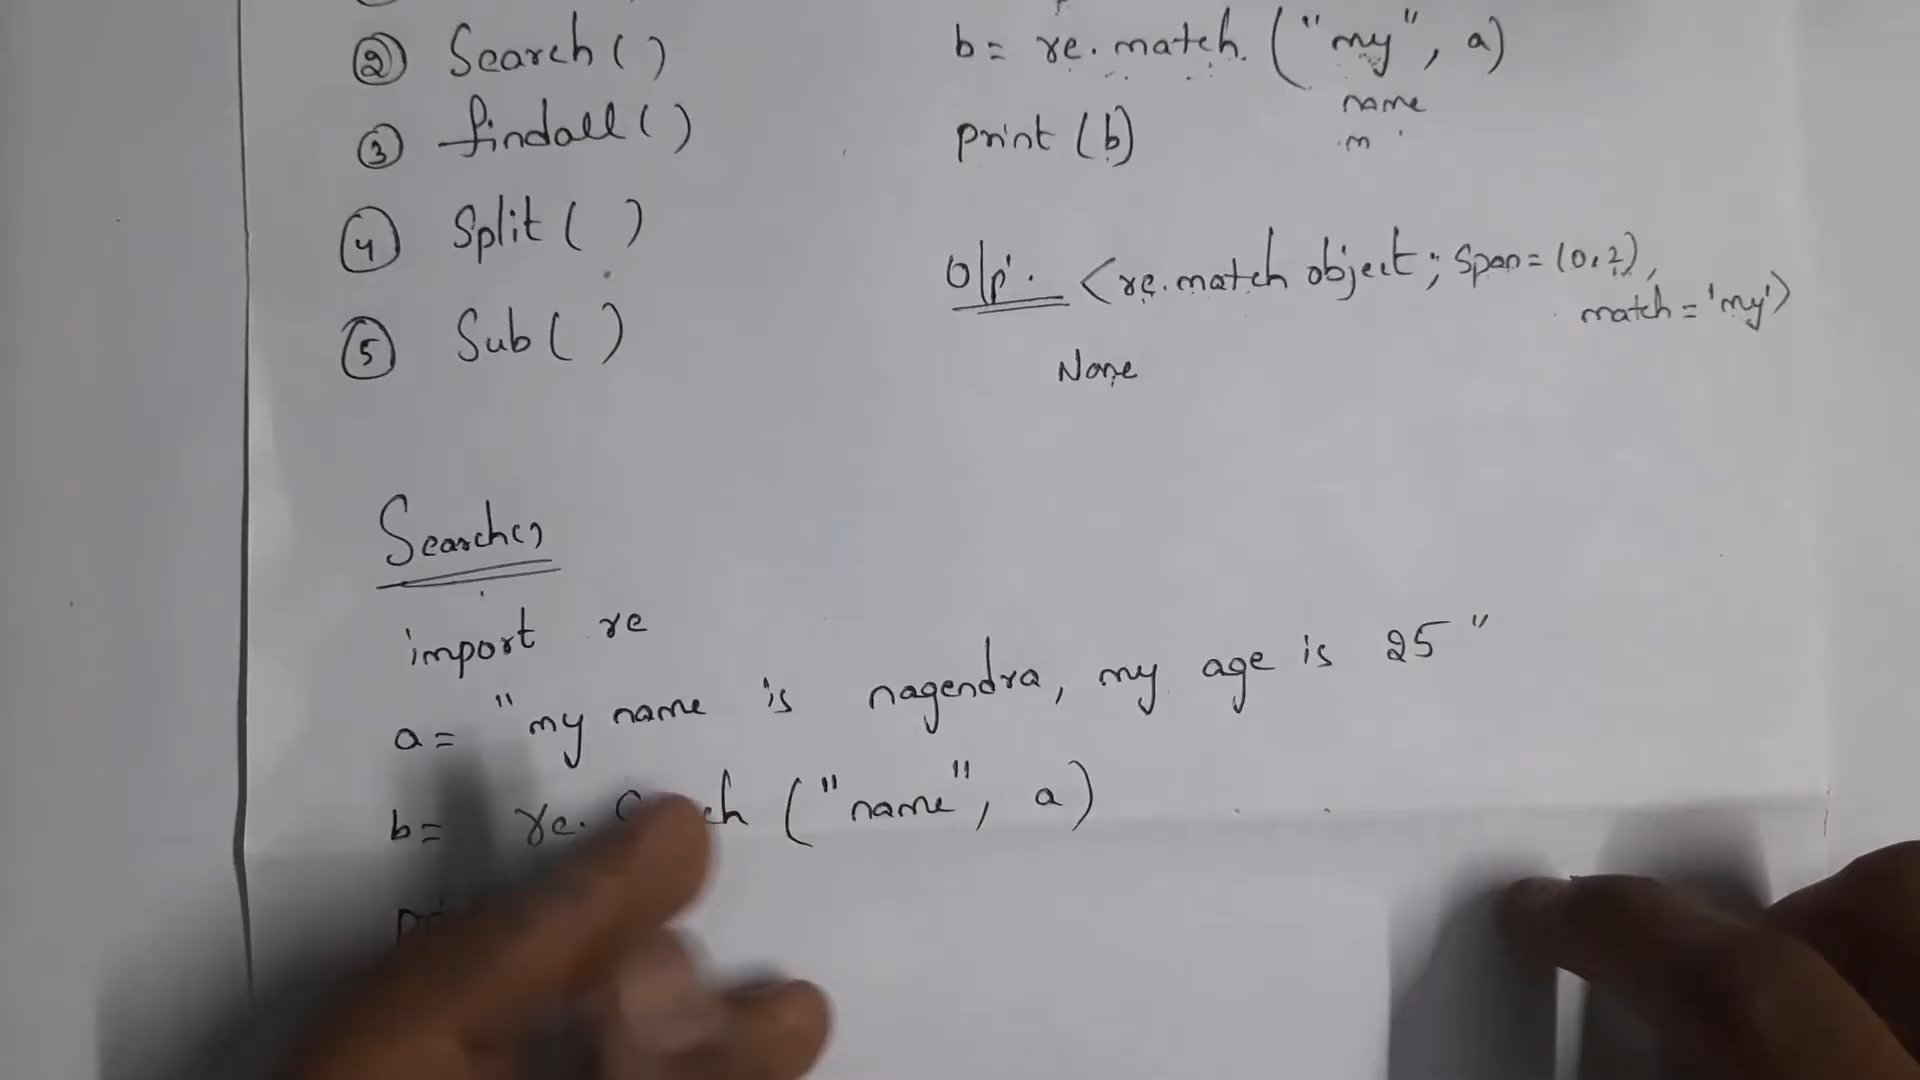 ② Search ( )
③ findall ( )
④ Split ( )
⑤ Sub ( )
b = re. match. ("my", a)
name
m
print (b)
O/p. <re.match object; span = (0,2),
match = 'my'>
None
Search()
import re
a = "my name is nagendra, my age is 25"
b = re. ("name", a)